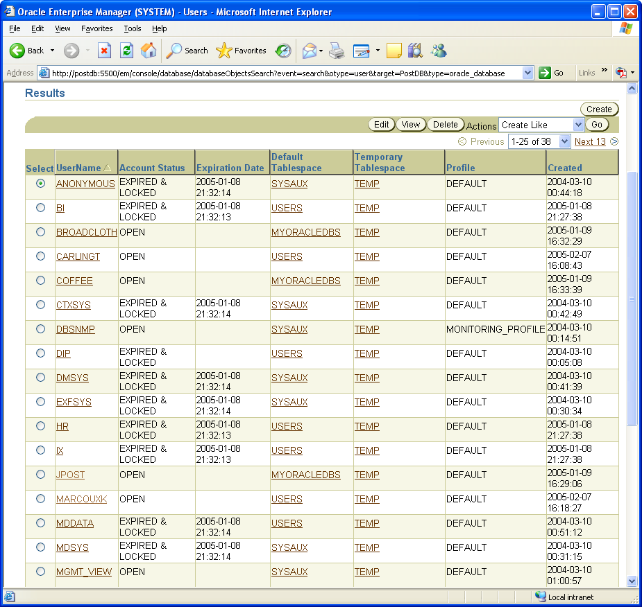 Oracle Enterprise Manager (SYSTEM) - Users - Microsoft Internet Explorer
File Edit View Favorites Tools Help
Back Search Favorites
Address http://postdb:5500/em/console/database/databaseObjectsSearch?event=search&otype=user&target=PostDB&type=oracle_database Go Links »
Results
Create
Edit View Delete Actions Create Like Go
Previous 1-25 of 38 Next 13
Select UserName Account Status Expiration Date Default Tablespace Temporary Tablespace Profile Created
ANONYMOUS EXPIRED & LOCKED 2005-01-08 21:32:14 SYSAUX TEMP DEFAULT 2004-03-10 00:44:18
BI EXPIRED & LOCKED 2005-01-08 21:32:13 USERS TEMP DEFAULT 2005-01-08 21:27:38
BROADCLOTH OPEN MYORACLEDBS TEMP DEFAULT 2005-01-09 16:32:29
CARLINGT OPEN USERS TEMP DEFAULT 2005-02-07 16:08:43
COFFEE OPEN MYORACLEDBS TEMP DEFAULT 2005-01-09 16:33:39
CTXSYS EXPIRED & LOCKED 2005-01-08 21:32:14 SYSAUX TEMP DEFAULT 2004-03-10 00:42:49
DBSNMP OPEN SYSAUX TEMP MONITORING_PROFILE 2004-03-10 00:14:51
DIP EXPIRED & LOCKED USERS TEMP DEFAULT 2004-03-10 00:05:08
DMSYS EXPIRED & LOCKED 2005-01-08 21:32:14 SYSAUX TEMP DEFAULT 2004-03-10 00:41:39
EXFSYS EXPIRED & LOCKED 2005-01-08 21:32:14 SYSAUX TEMP DEFAULT 2004-03-10 00:30:34
HR EXPIRED & LOCKED 2005-01-08 21:32:13 USERS TEMP DEFAULT 2005-01-08 21:27:38
IX EXPIRED & LOCKED 2005-01-08 21:32:13 USERS TEMP DEFAULT 2005-01-08 21:27:38
JPOST OPEN MYORACLEDBS TEMP DEFAULT 2005-01-09 16:29:06
MARCOUXK OPEN USERS TEMP DEFAULT 2005-02-07 16:18:27
MDDATA EXPIRED & LOCKED 2005-01-08 21:32:14 USERS TEMP DEFAULT 2004-03-10 00:51:12
MDSYS EXPIRED & LOCKED 2005-01-08 21:32:14 SYSAUX TEMP DEFAULT 2004-03-10 00:31:15
MGMT_VIEW OPEN SYSAUX TEMP DEFAULT 2004-03-10 01:00:57
Local intranet